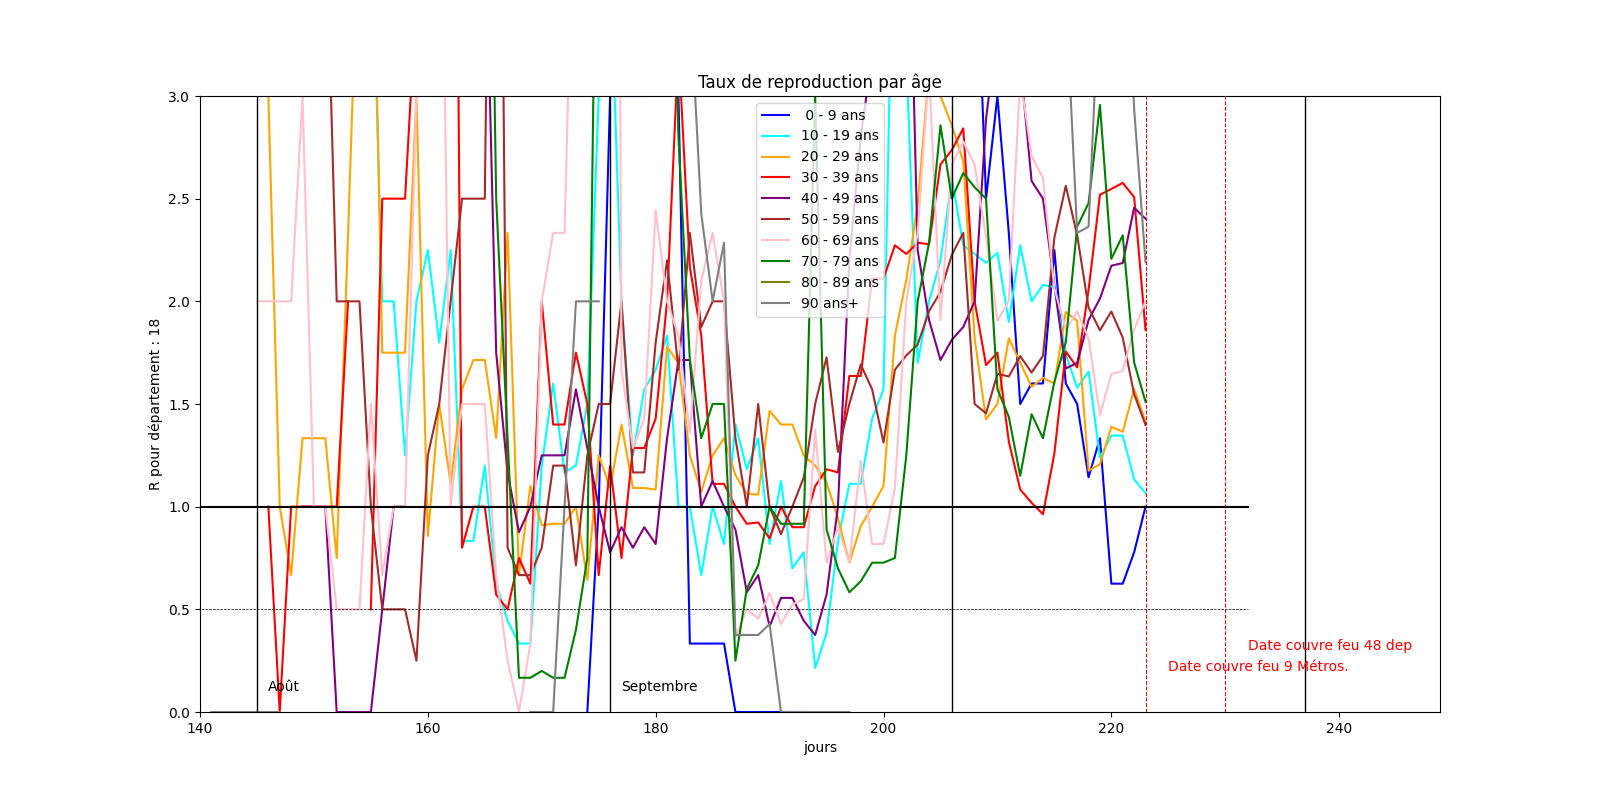 Taux de reproduction par âge
R pour département : 18
3.0
2.5
2.0
1.5
1.0
0.5
0.0
0 - 9 ans
10 - 19 ans
20 - 29 ans
30 - 39 ans
40 - 49 ans
50 - 59 ans
60 - 69 ans
70 - 79 ans
80 - 89 ans
90 ans+
Date couvre feu 48 dep
Date couvre feu 9 Métros.
Août
Septembre
140
160
180
200
220
240
jours